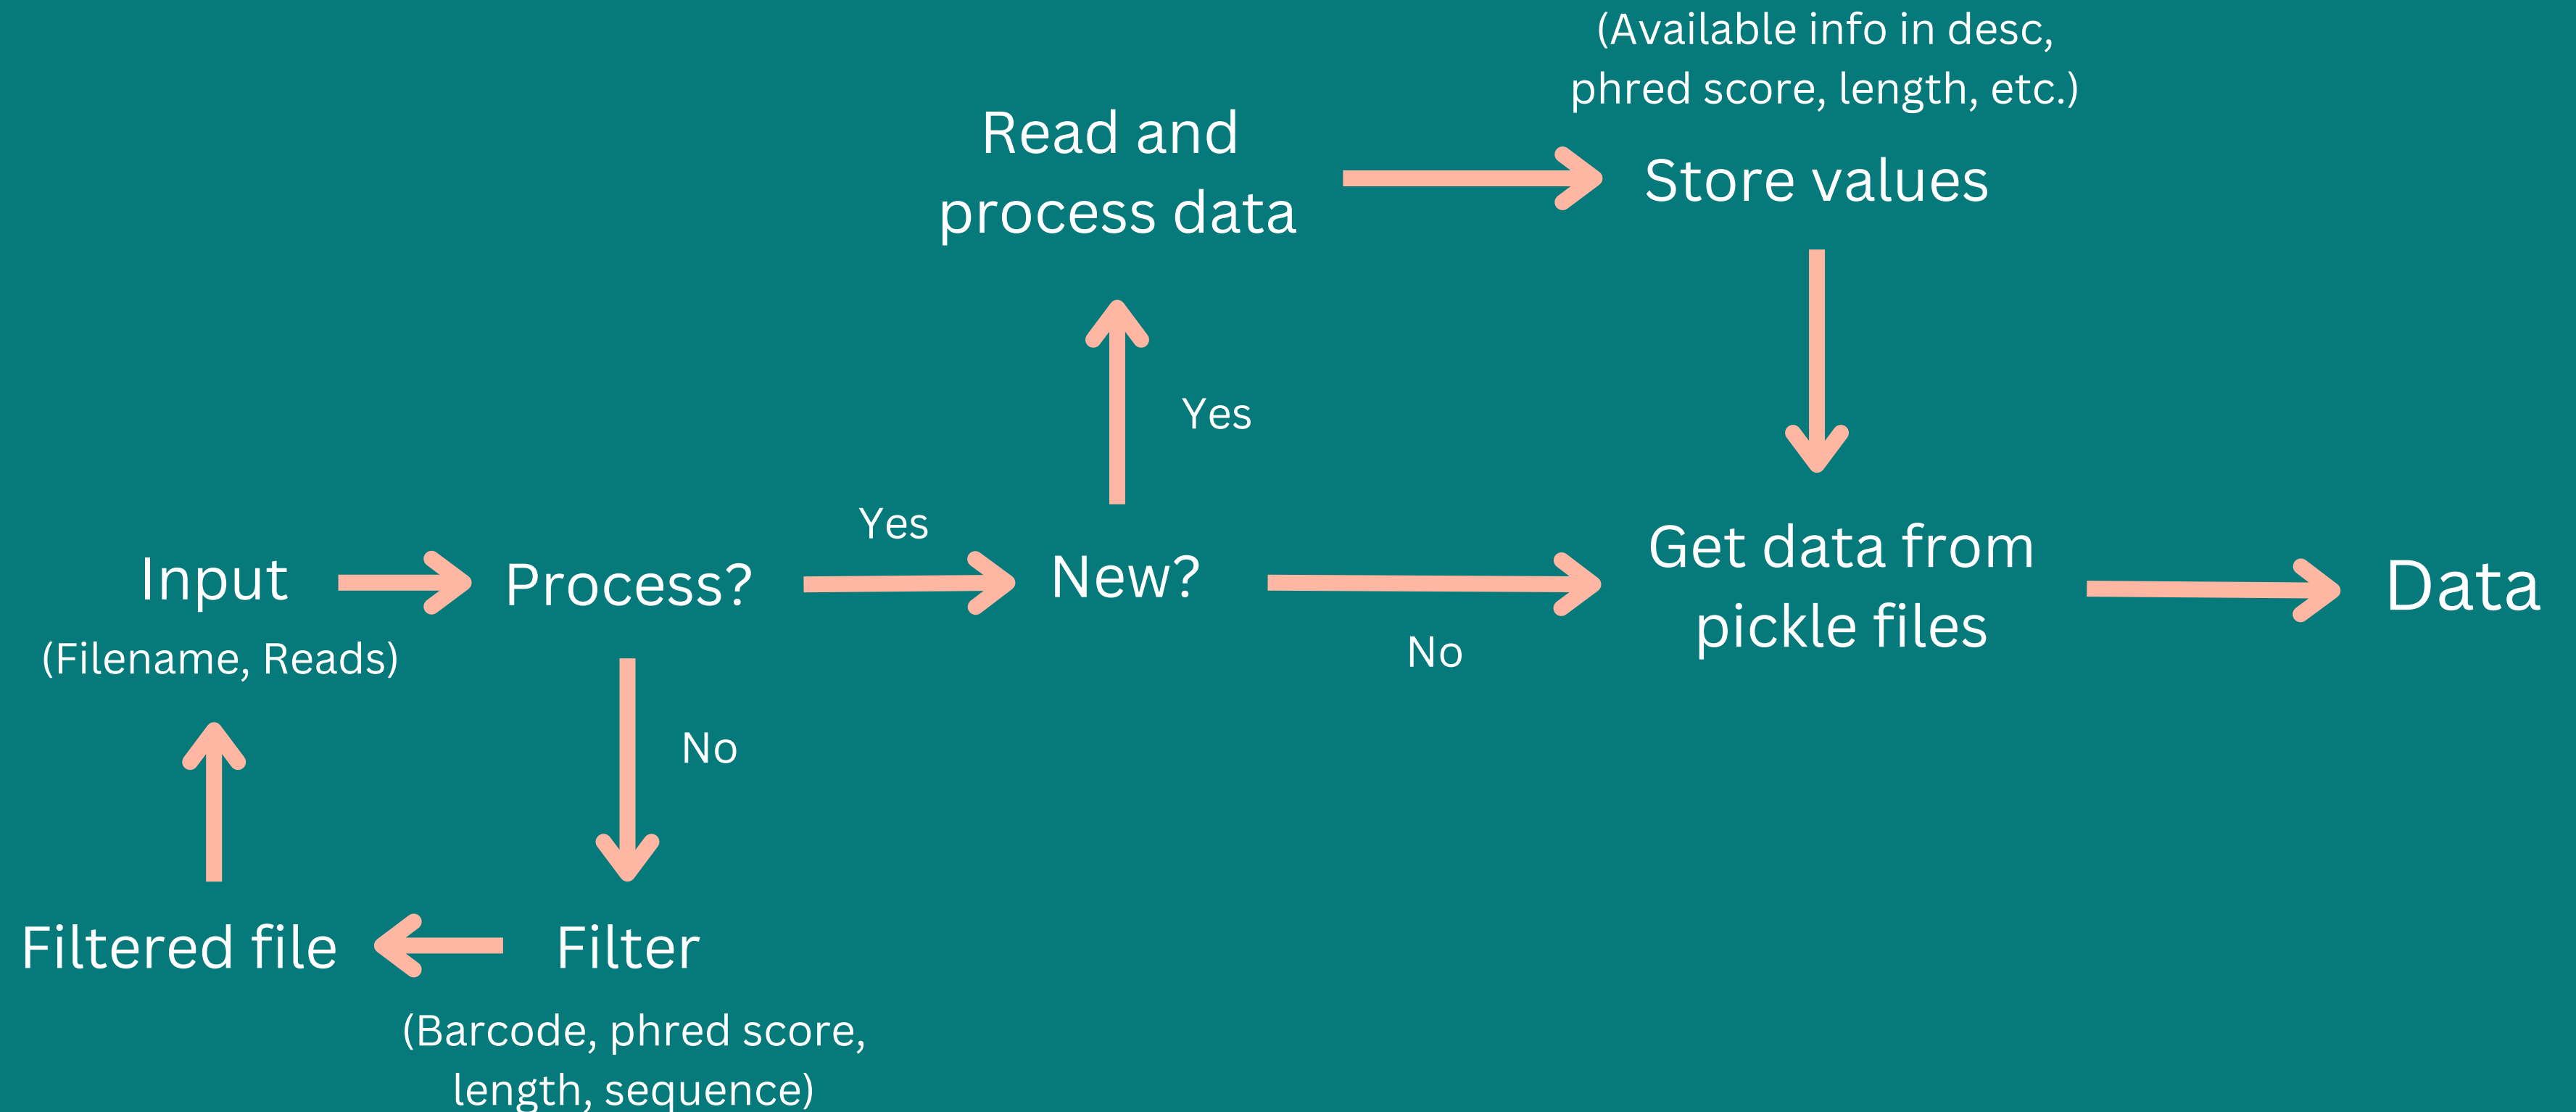 (Available info in desc,
phred score, length, etc.)
Read and
process data
Store values
Yes
Yes
Input
(Filename, Reads)
Process?
New?
No
Get data from
pickle files
Data
No
Filtered file
Filter
(Barcode, phred score,
length, sequence)